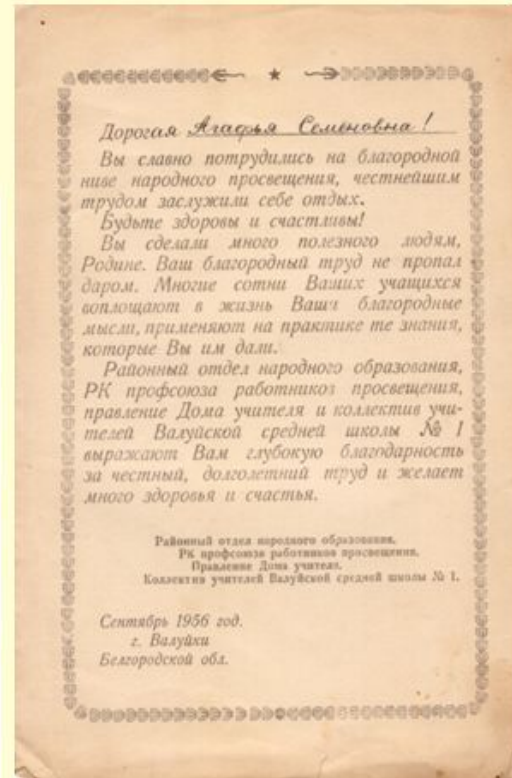 Дорогая Агафья Семеновна!
Вы славно потрудились на благородной
ниве народного просвещения, честнейшим
трудом заслужили себе отдых.
Будьте здоровы и счастливы!
Вы сделали много полезного людям,
Родине. Ваш благородный труд не пропал
даром. Многие сотни Ваших учащихся
воплощают в жизнь Ваши благородные
мысли, применяют на практике те знания,
которые Вы им дали.
Районный отдел народного образования,
РК профсоюза работников просвещения,
правление Дома учителя и коллектив учи-
телей Валуйской средней школы № 1
выражают Вам глубокую благодарность
за честный, долголетний труд и желает
много здоровья и счастья.
Районный отдел народного образования.
РК профсоюза работников просвещения.
Правление Дома учителя.
Коллектив учителей Валуйской средней школы № 1.
Сентябрь 1956 год.
г. Валуйки
Белгородской обл.